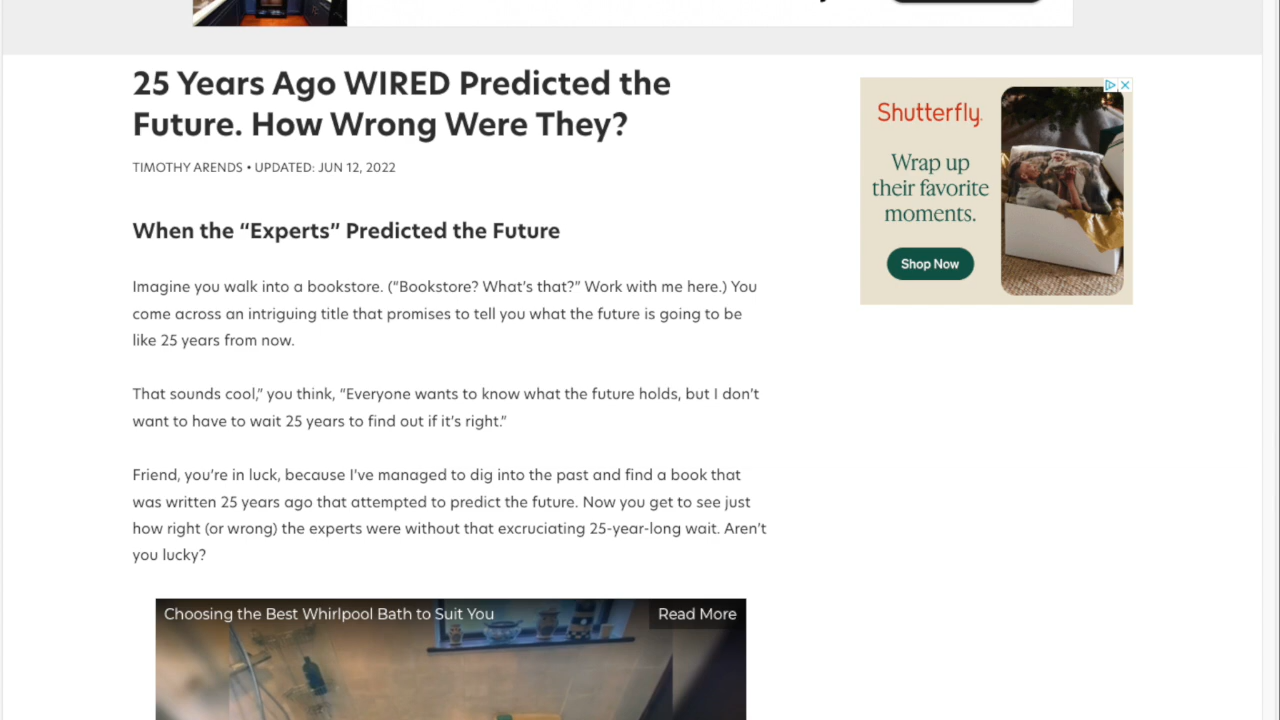 25 Years Ago WIRED Predicted the
Future. How Wrong Were They?
TIMOTHY ARENDS • UPDATED: JUN 12, 2022
When the “Experts” Predicted the Future
Imagine you walk into a bookstore. (“Bookstore? What’s that?” Work with me here.) You
come across an intriguing title that promises to tell you what the future is going to be
like 25 years from now.
That sounds cool,” you think, “Everyone wants to know what the future holds, but I don’t
want to have to wait 25 years to find out if it’s right.”
Friend, you’re in luck, because I’ve managed to dig into the past and find a book that
was written 25 years ago that attempted to predict the future. Now you get to see just
how right (or wrong) the experts were without that excruciating 25-year-long wait. Aren’t
you lucky?
Choosing the Best Whirlpool Bath to Suit You
Read More
Shutterfly.
Wrap up
their favorite
moments.
Shop Now